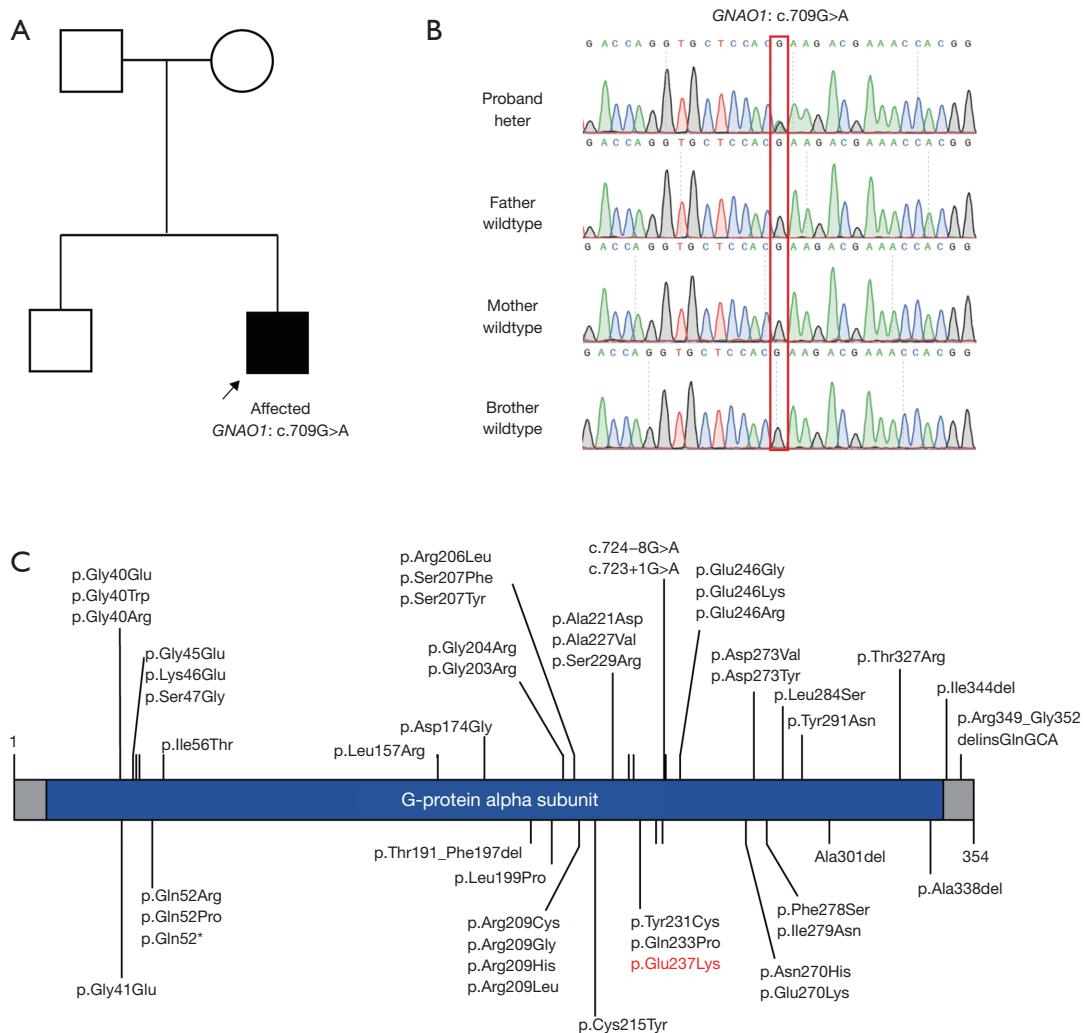 A
Affected
GNAO1: c.709G>A
B
GNAO1: c.709G>A
G A C C A G G T G C T C C A C G A A G A C G A A A C C A C G G
Proband
heter
G A C C A G G T G C T C C A C G A A G A C G A A A C C A C G G
Father
wildtype
G A C C A G G T G C T C C A C G A A G A C G A A A C C A C G G
Mother
wildtype
G A C C A G G T G C T C C A C G A A G A C G A A A C C A C G G
Brother
wildtype
C
p.Gly40Glu
p.Gly40Trp
p.Gly40Arg
p.Gly45Glu
p.Lys46Glu
p.Ser47Gly
p.Ile56Thr
p.Leu157Arg
p.Asp174Gly
p.Gly204Arg
p.Gly203Arg
p.Arg206Leu
p.Ser207Phe
p.Ser207Tyr
p.Ala221Asp
p.Ala227Val
p.Ser229Arg
c.724−8G>A
c.723+1G>A
p.Glu246Gly
p.Glu246Lys
p.Glu246Arg
p.Asp273Val
p.Asp273Tyr
p.Leu284Ser
p.Tyr291Asn
p.Thr327Arg
p.Ile344del
p.Arg349_Gly352
delinsGlnGCA
1
G-protein alpha subunit
354
p.Gly41Glu
p.Gln52Arg
p.Gln52Pro
p.Gln52*
p.Thr191_Phe197del
p.Leu199Pro
p.Arg209Cys
p.Arg209Gly
p.Arg209His
p.Arg209Leu
p.Cys215Tyr
p.Tyr231Cys
p.Gln233Pro
p.Glu237Lys
p.Asn270His
p.Glu270Lys
p.Phe278Ser
p.Ile279Asn
Ala301del
p.Ala338del